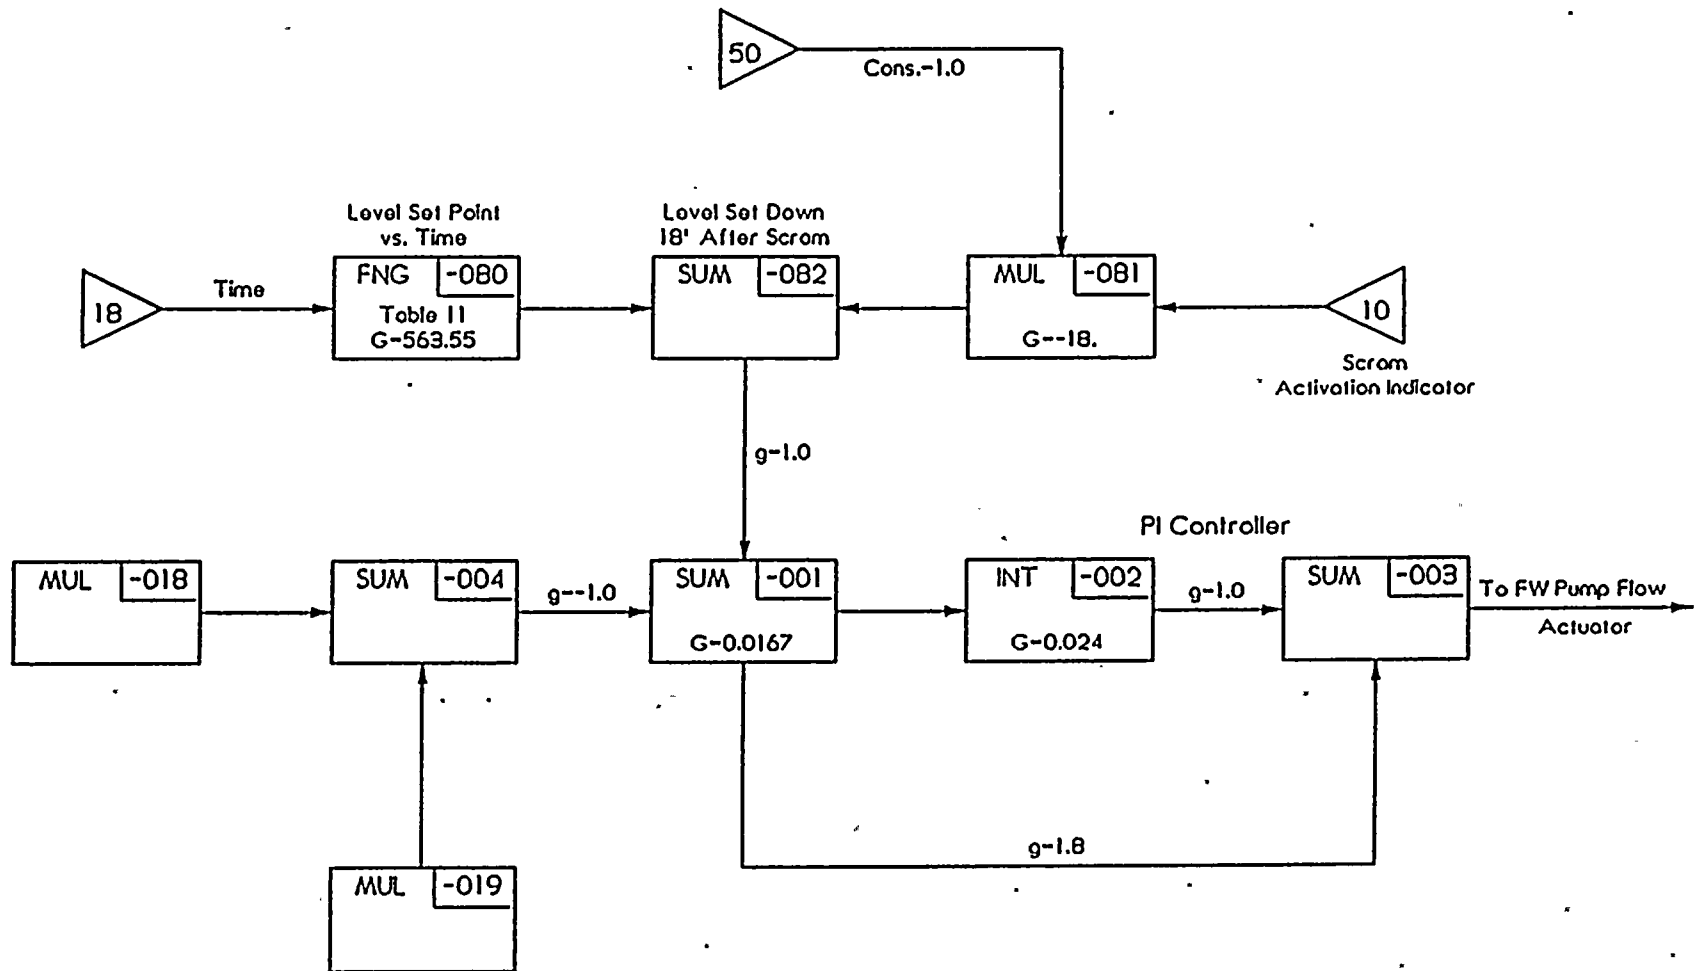 50
Cons.-1.0
Level Set Point
vs. Time
Level Set Down
18' After Scram
18
Time
FNG -080
Table 11
G-563.55
SUM -082
MUL -081
G--18.
10
Scram
Activation Indicator
g-1.0
PI Controller
MUL -018
SUM -004
g--1.0
SUM -001
G-0.0167
INT -002
G-0.024
g-1.0
SUM -003
To FW Pump Flow
Actuator
g-1.8
MUL -019